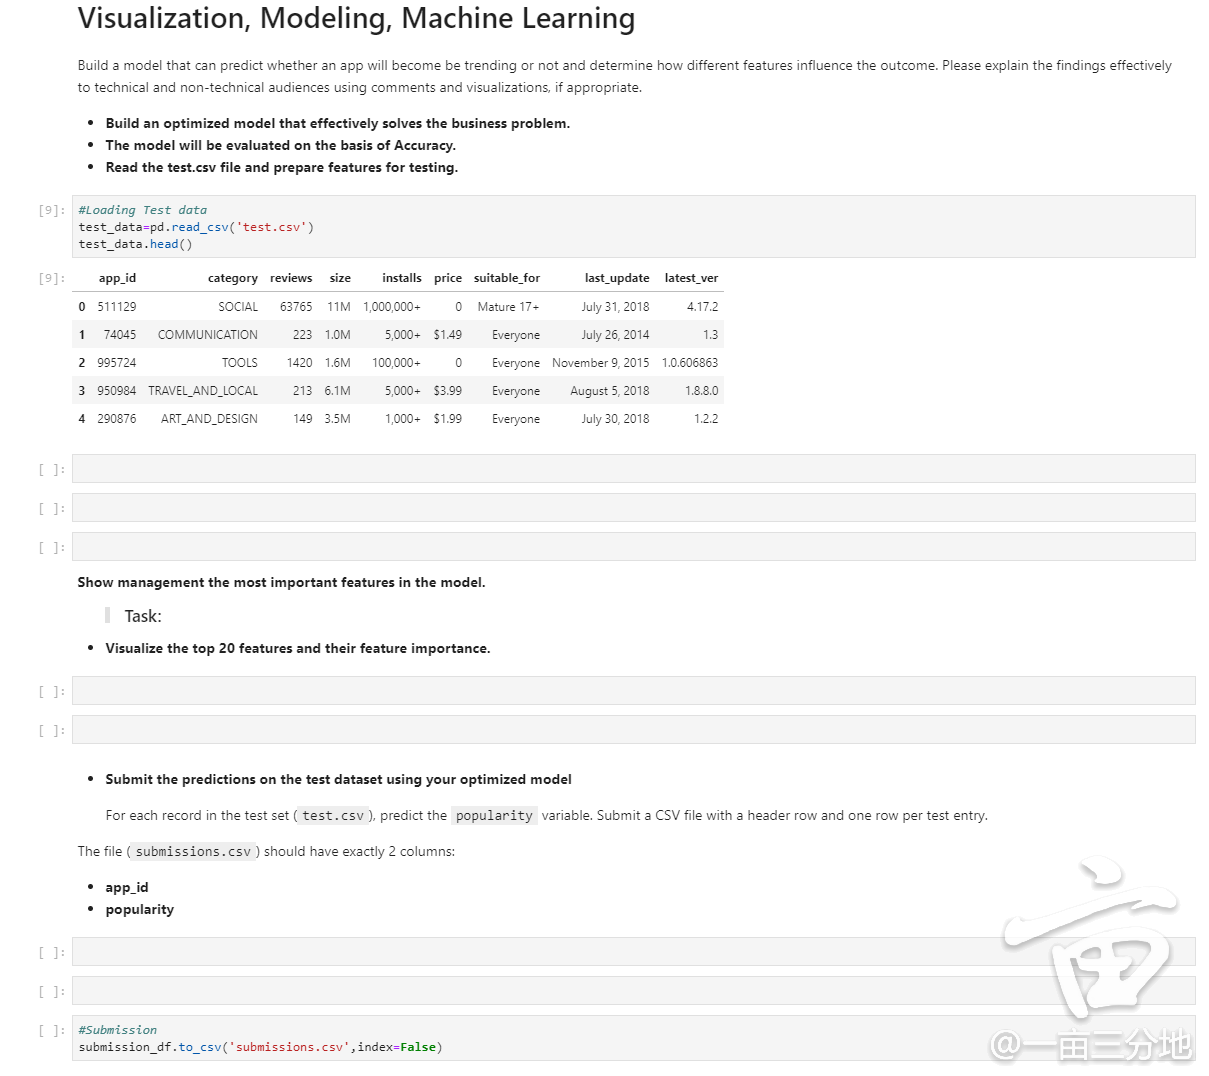 Visualization, Modeling, Machine Learning
Build a model that can predict whether an app will become be trending or not and determine how different features influence the outcome. Please explain the findings effectively
to technical and non-technical audiences using comments and visualizations, if appropriate.
• Build an optimized model that effectively solves the business problem.
• The model will be evaluated on the basis of Accuracy.
• Read the test.csv file and prepare features for testing.
[9]: #Loading Test data
test_data=pd.read_csv('test.csv')
test_data.head()
[9]: app_id category reviews size installs price suitable_for last_update latest_ver
0 511129 SOCIAL 63765 11M 1,000,000+ 0 Mature 17+ July 31, 2018 4.17.2
1 74045 COMMUNICATION 223 1.0M 5,000+ $1.49 Everyone July 26, 2014 1.3
2 995724 TOOLS 1420 1.6M 100,000+ 0 Everyone November 9, 2015 1.0.606863
3 950984 TRAVEL_AND_LOCAL 213 6.1M 5,000+ $3.99 Everyone August 5, 2018 1.8.8.0
4 290876 ART_AND_DESIGN 149 3.5M 1,000+ $1.99 Everyone July 30, 2018 1.2.2
[ ]:
[ ]:
[ ]:
Show management the most important features in the model.
Task:
• Visualize the top 20 features and their feature importance.
[ ]:
[ ]:
• Submit the predictions on the test dataset using your optimized model
For each record in the test set (test.csv), predict the popularity variable. Submit a CSV file with a header row and one row per test entry.
The file (submissions.csv) should have exactly 2 columns:
• app_id
• popularity
[ ]:
[ ]:
[ ]: #Submission
submission_df.to_csv('submissions.csv',index=False)
亩
@一亩三分地